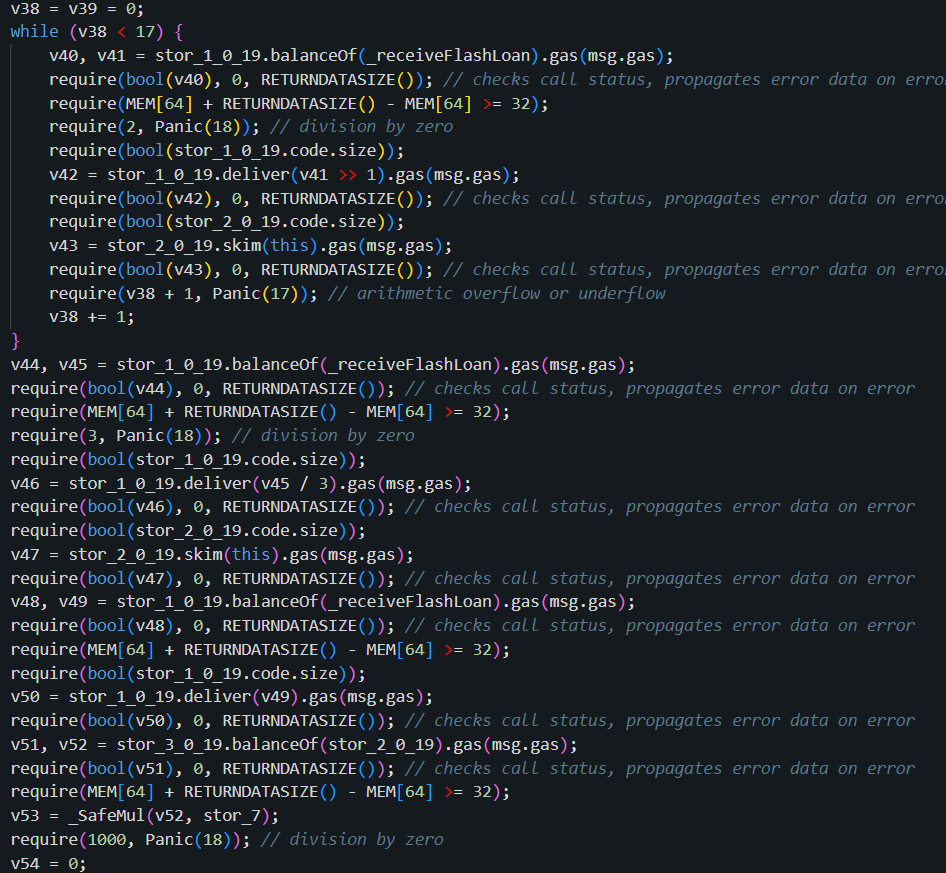 v38 = v39 = 0;
while (v38 < 17) {
    v40, v41 = stor_1_0_19.balanceOf(_receiveFlashLoan).gas(msg.gas);
    require(bool(v40), 0, RETURNDATASIZE()); // checks call status, propagates error data on erro
    require(MEM[64] + RETURNDATASIZE() - MEM[64] >= 32);
    require(2, Panic(18)); // division by zero
    require(bool(stor_1_0_19.code.size));
    v42 = stor_1_0_19.deliver(v41 >> 1).gas(msg.gas);
    require(bool(v42), 0, RETURNDATASIZE()); // checks call status, propagates error data on erro
    require(bool(stor_2_0_19.code.size));
    v43 = stor_2_0_19.skim(this).gas(msg.gas);
    require(bool(v43), 0, RETURNDATASIZE()); // checks call status, propagates error data on erro
    require(v38 + 1, Panic(17)); // arithmetic overflow or underflow
    v38 += 1;
}
v44, v45 = stor_1_0_19.balanceOf(_receiveFlashLoan).gas(msg.gas);
require(bool(v44), 0, RETURNDATASIZE()); // checks call status, propagates error data on error
require(MEM[64] + RETURNDATASIZE() - MEM[64] >= 32);
require(3, Panic(18)); // division by zero
require(bool(stor_1_0_19.code.size));
v46 = stor_1_0_19.deliver(v45 / 3).gas(msg.gas);
require(bool(v46), 0, RETURNDATASIZE()); // checks call status, propagates error data on error
require(bool(stor_2_0_19.code.size));
v47 = stor_2_0_19.skim(this).gas(msg.gas);
require(bool(v47), 0, RETURNDATASIZE()); // checks call status, propagates error data on error
v48, v49 = stor_1_0_19.balanceOf(_receiveFlashLoan).gas(msg.gas);
require(bool(v48), 0, RETURNDATASIZE()); // checks call status, propagates error data on error
require(MEM[64] + RETURNDATASIZE() - MEM[64] >= 32);
require(bool(stor_1_0_19.code.size));
v50 = stor_1_0_19.deliver(v49).gas(msg.gas);
require(bool(v50), 0, RETURNDATASIZE()); // checks call status, propagates error data on error
v51, v52 = stor_3_0_19.balanceOf(stor_2_0_19).gas(msg.gas);
require(bool(v51), 0, RETURNDATASIZE()); // checks call status, propagates error data on error
require(MEM[64] + RETURNDATASIZE() - MEM[64] >= 32);
v53 = _SafeMul(v52, stor_7);
require(1000, Panic(18)); // division by zero
v54 = 0;